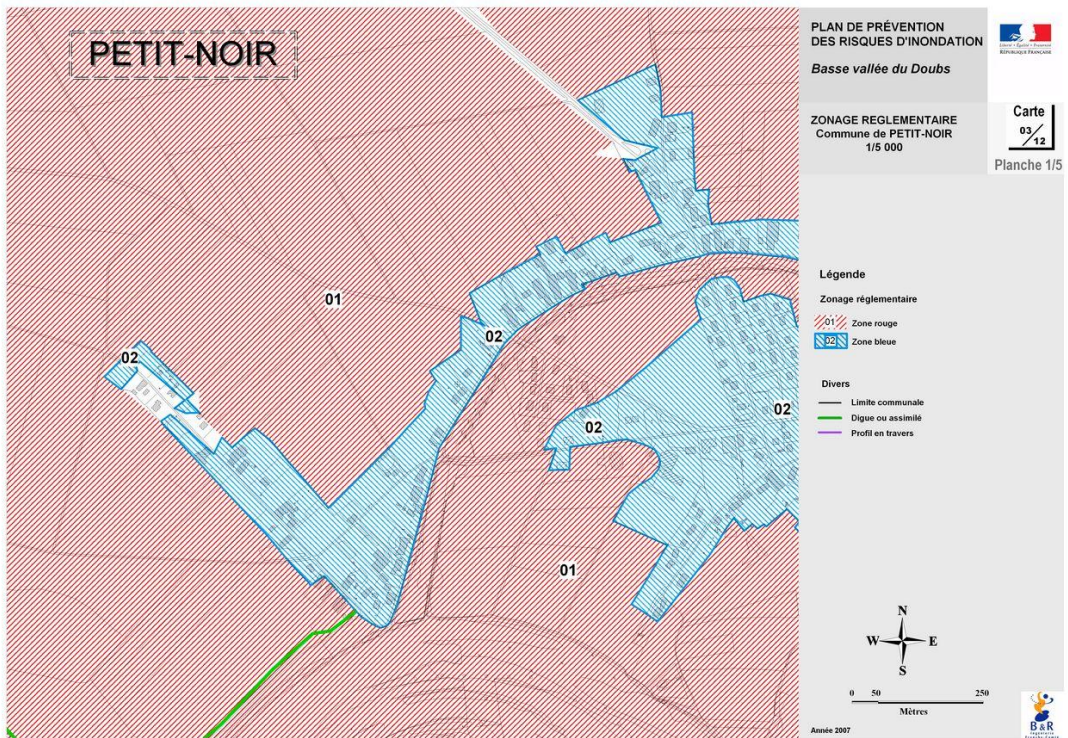 PETIT-NOIR
01
02
02
02
02
01
PLAN DE PRÉVENTION
DES RISQUES D'INONDATION
Basse vallée du Doubs
RÉPUBLIQUE FRANÇAISE
ZONAGE REGLEMENTAIRE
Commune de PETIT-NOIR
1/5 000
Carte
03/12
Planche 1/5
Légende
Zonage réglementaire
01 Zone rouge
02 Zone bleue
Divers
Limite communale
Digue ou assimilé
Profil en travers
N
W E
S
0 50 250
Mètres
Année 2007
B&R